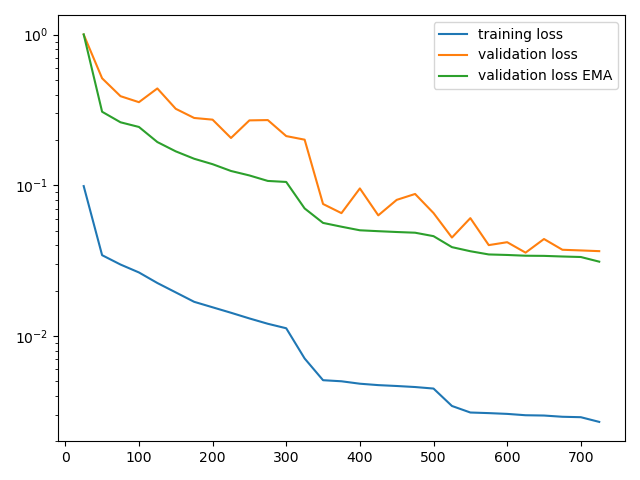 training loss
validation loss
validation loss EMA
10⁰
10⁻¹
10⁻²
0 100 200 300 400 500 600 700